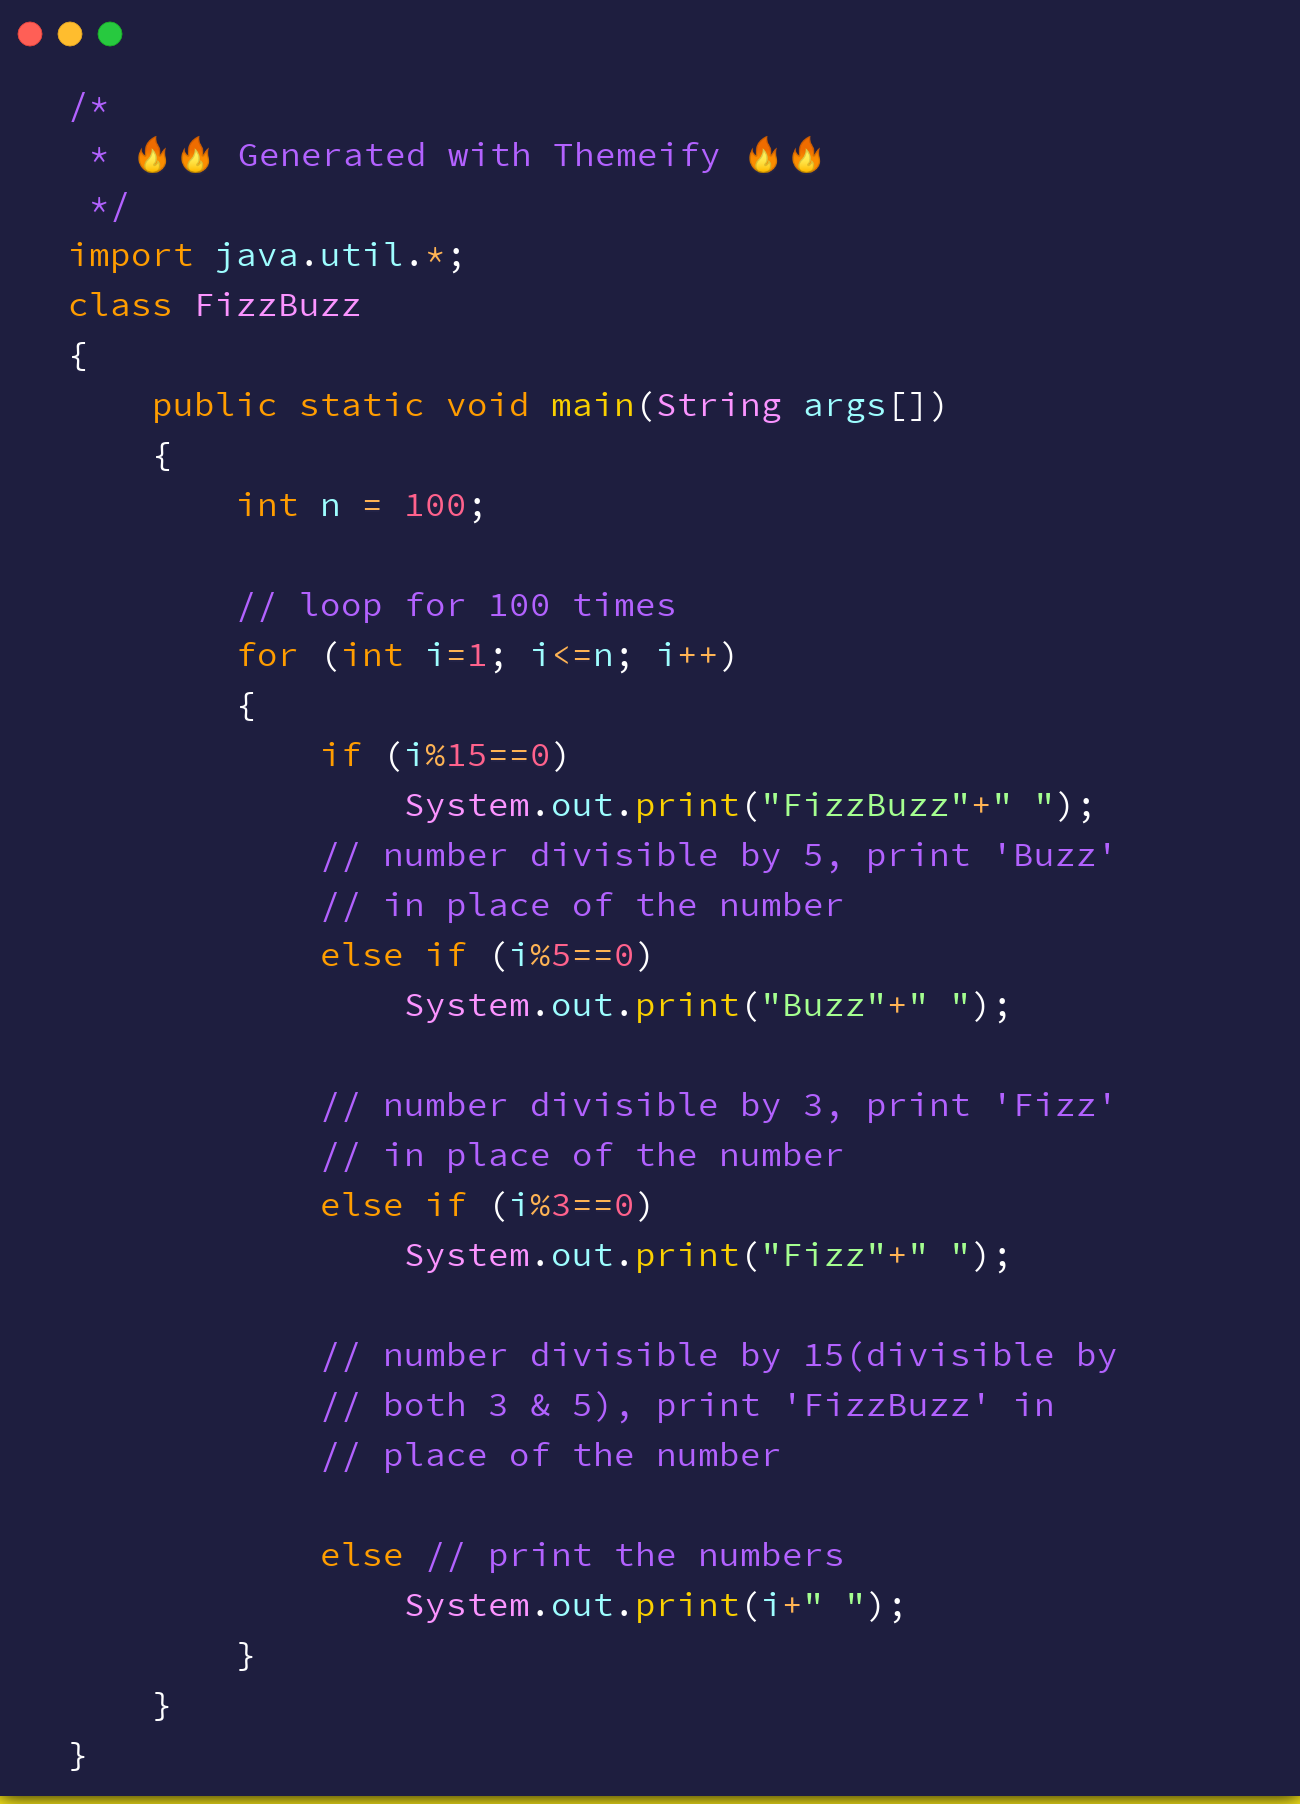 /*
 * 🔥🔥 Generated with Themeify 🔥🔥
 */
import java.util.*;
class FizzBuzz
{
    public static void main(String args[])
    {
        int n = 100;

        // loop for 100 times
        for (int i=1; i<=n; i++)
        {
            if (i%15==0)
                System.out.print("FizzBuzz"+" ");
            // number divisible by 5, print 'Buzz'
            // in place of the number
            else if (i%5==0)
                System.out.print("Buzz"+" ");

            // number divisible by 3, print 'Fizz'
            // in place of the number
            else if (i%3==0)
                System.out.print("Fizz"+" ");

            // number divisible by 15(divisible by
            // both 3 & 5), print 'FizzBuzz' in
            // place of the number

            else // print the numbers
                System.out.print(i+" ");
        }
    }
}